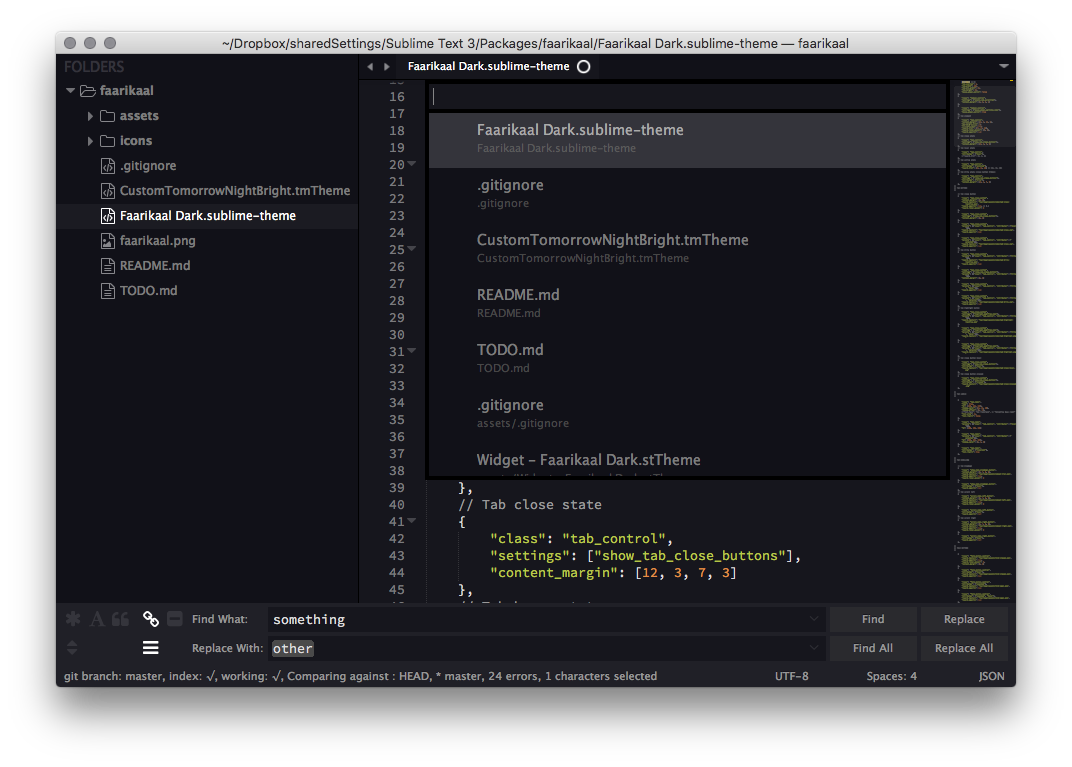 ~/Dropbox/sharedSettings/Sublime Text 3/Packages/faarikaal/Faarikaal Dark.sublime-theme — faarikaal
FOLDERS
faarikaal
assets
icons
.gitignore
CustomTomorrowNightBright.tmTheme
Faarikaal Dark.sublime-theme
faarikaal.png
README.md
TODO.md
Faarikaal Dark.sublime-theme
16
17
18
19
20
21
22
23
24
25
26
27
28
29
30
31
32
33
34
35
36
37
38
Faarikaal Dark.sublime-theme
Faarikaal Dark.sublime-theme
.gitignore
.gitignore
CustomTomorrowNightBright.tmTheme
CustomTomorrowNightBright.tmTheme
README.md
README.md
TODO.md
TODO.md
.gitignore
assets/.gitignore
Widget - Faarikaal Dark.stTheme
39 },
40 // Tab close state
41 {
42 "class": "tab_control",
43 "settings": ["show_tab_close_buttons"],
44 "content_margin": [12, 3, 7, 3]
45 },
Find What: something Find Replace
Replace With: other Find All Replace All
git branch: master, index: √, working: √, Comparing against : HEAD, * master, 24 errors, 1 characters selected UTF-8 Spaces: 4 JSON